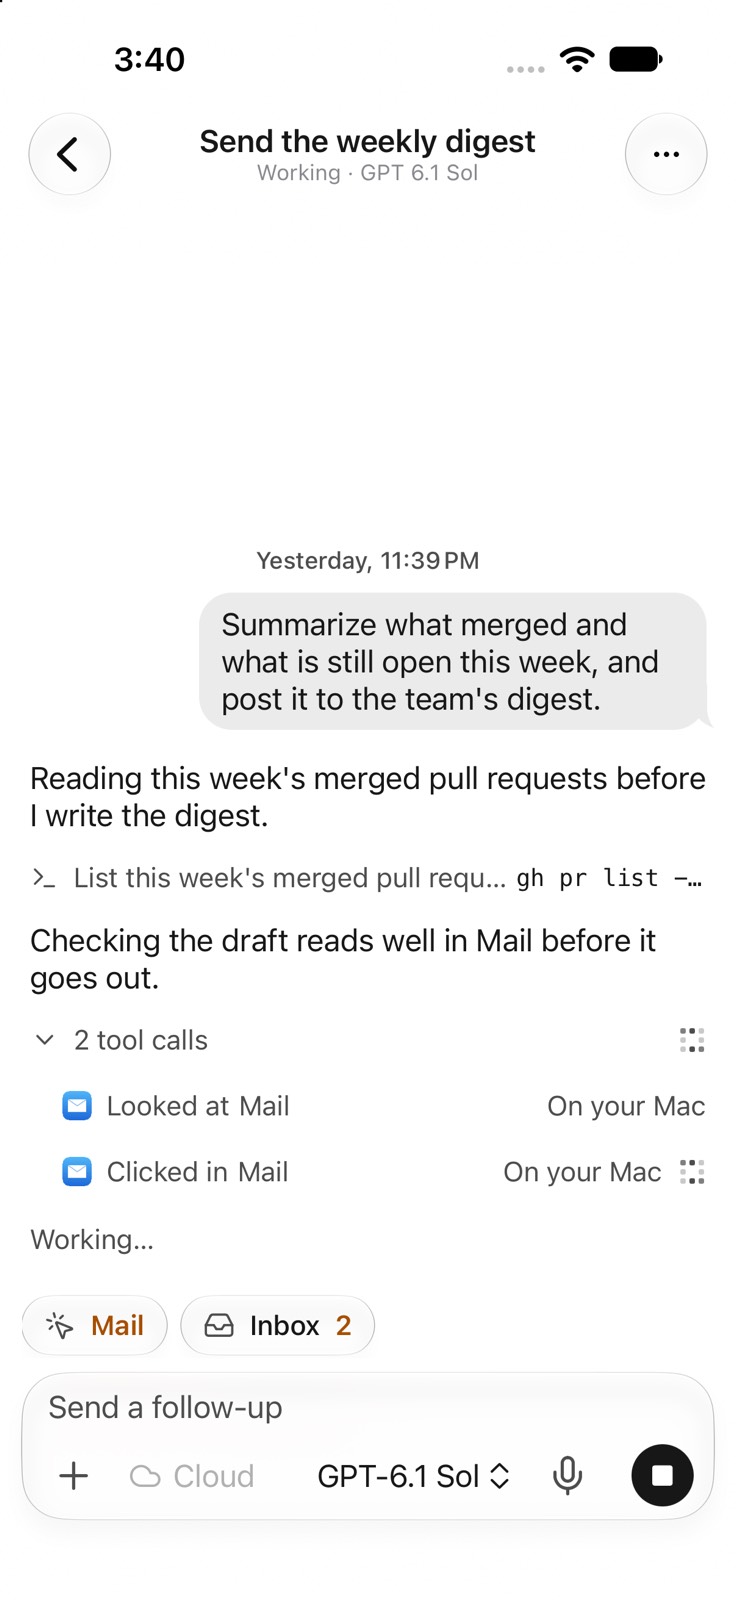 3:40
Send the weekly digest
Working · GPT 6.1 Sol
Yesterday, 11:39 PM
Summarize what merged and
what is still open this week, and
post it to the team's digest.
Reading this week's merged pull requests before
I write the digest.
List this week's merged pull requ... gh pr list –…
Checking the draft reads well in Mail before it
goes out.
2 tool calls
Looked at Mail On your Mac
Clicked in Mail On your Mac
Working...
Mail Inbox 2
Send a follow-up
Cloud GPT-6.1 Sol